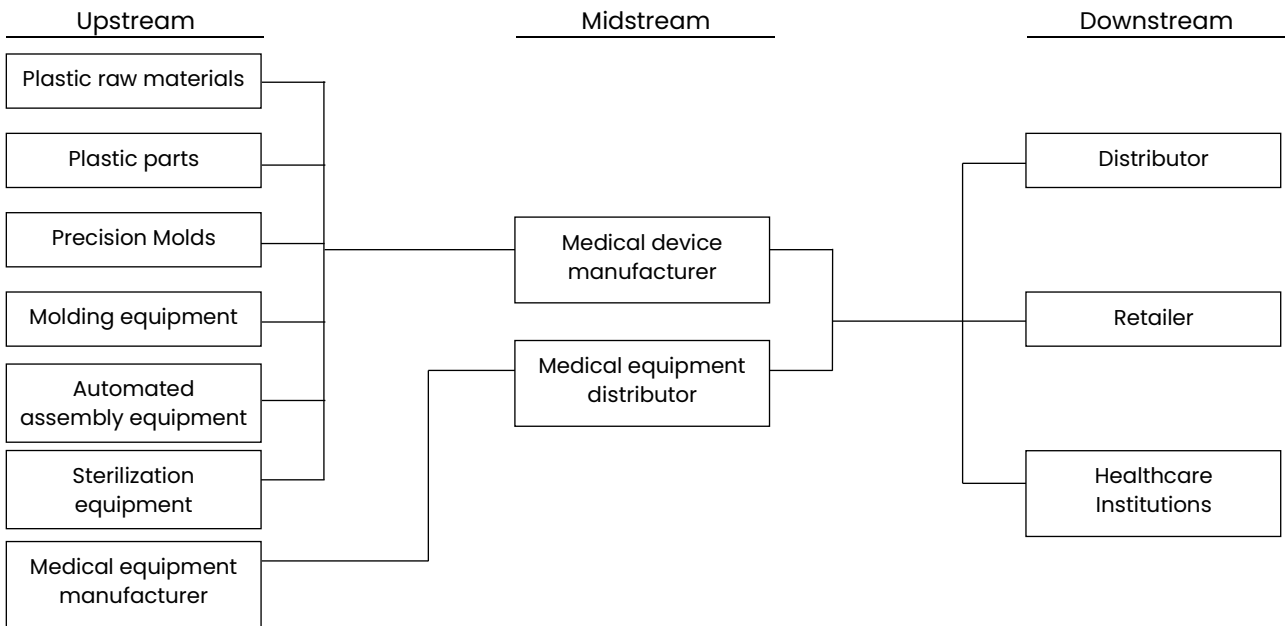 Upstream
Midstream
Downstream
Plastic raw materials
Plastic parts
Precision Molds
Molding equipment
Automated
assembly equipment
Sterilization
equipment
Medical equipment
manufacturer
Medical device
manufacturer
Medical equipment
distributor
Distributor
Retailer
Healthcare
Institutions